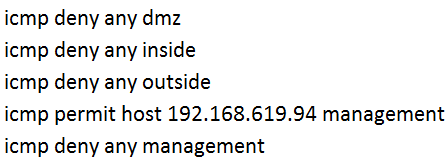 icmp deny any dmz
icmp deny any inside
icmp deny any outside
icmp permit host 192.168.619.94 management
icmp deny any management